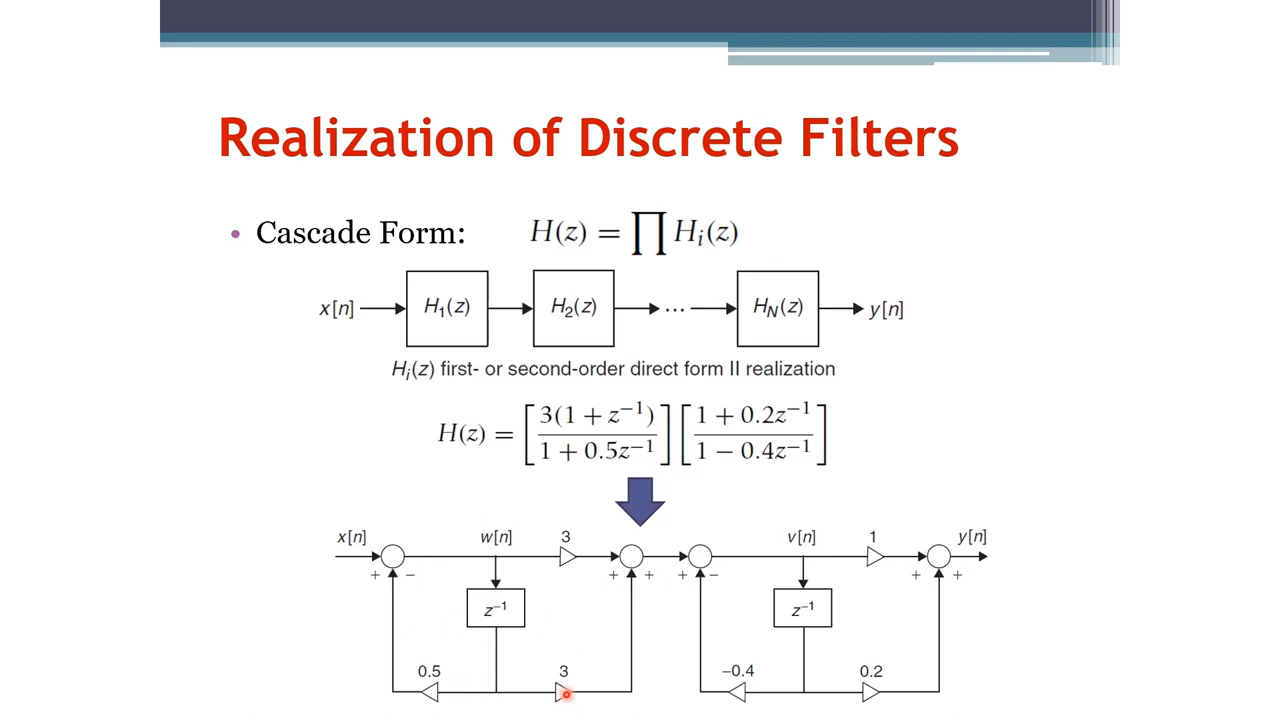 Realization of Discrete Filters
• Cascade Form: H(z) = ∏ Hᵢ(z)
x[n] H₁(z) H₂(z) ... H_N(z) y[n]
Hᵢ(z) first- or second-order direct form II realization
H(z) = [3(1 + z⁻¹) / 1 + 0.5z⁻¹] [1 + 0.2z⁻¹ / 1 − 0.4z⁻¹]
x[n] w[n] 3 v[n] 1 y[n]
+ − + + + − + +
z⁻¹ z⁻¹
0.5 3 −0.4 0.2